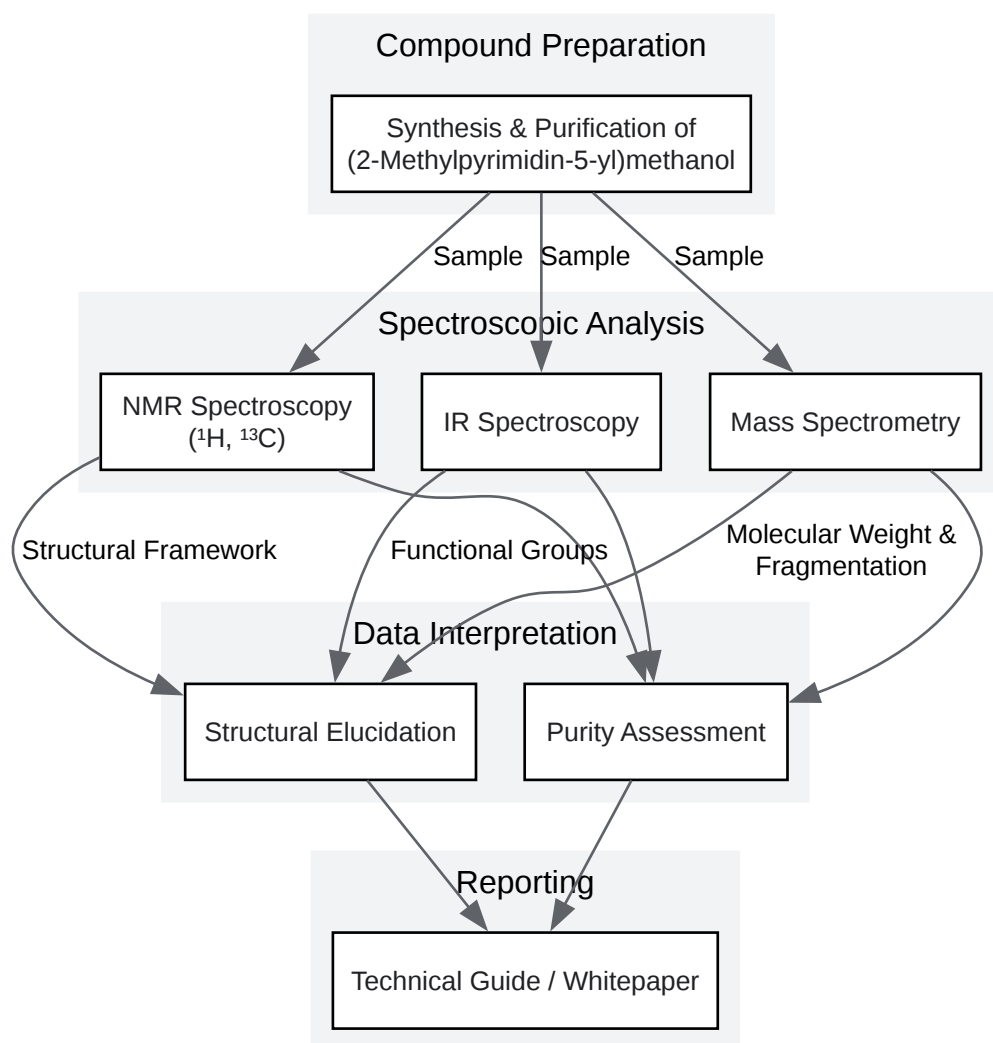 Compound Preparation
Synthesis & Purification of
(2-Methylpyrimidin-5-yl)methanol
Sample
Sample
Sample
Spectroscopic Analysis
NMR Spectroscopy
(¹H, ¹³C)
IR Spectroscopy
Mass Spectrometry
Structural Framework
Functional Groups
Molecular Weight &
Fragmentation
Data Interpretation
Structural Elucidation
Purity Assessment
Reporting
Technical Guide / Whitepaper